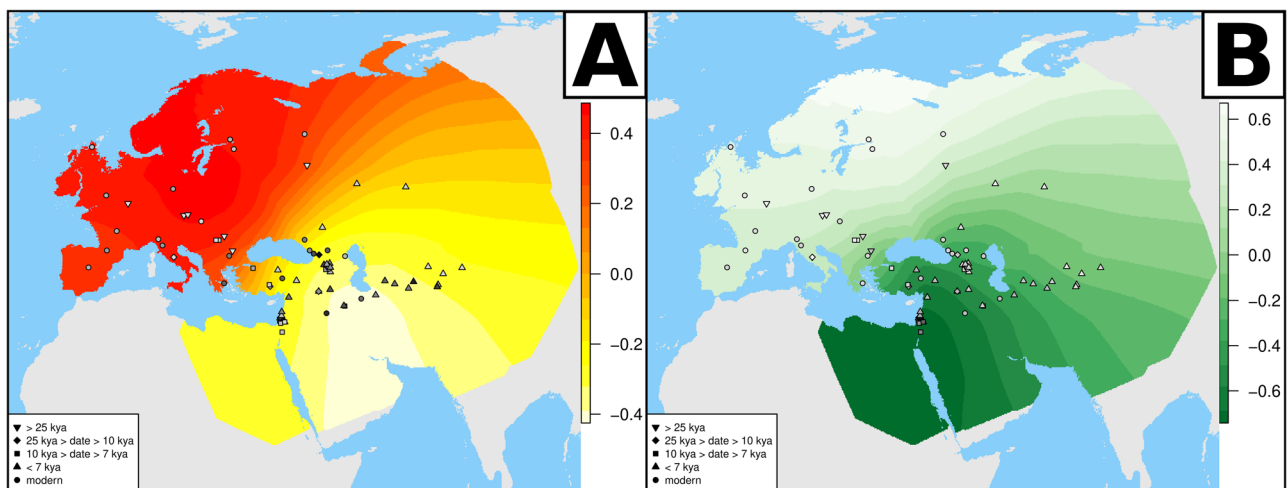 A
0.4
0.2
0.0
−0.2
−0.4
> 25 kya
25 kya > date > 10 kya
10 kya > date > 7 kya
< 7 kya
modern
B
0.6
0.4
0.2
0.0
−0.2
−0.4
−0.6
> 25 kya
25 kya > date > 10 kya
10 kya > date > 7 kya
< 7 kya
modern